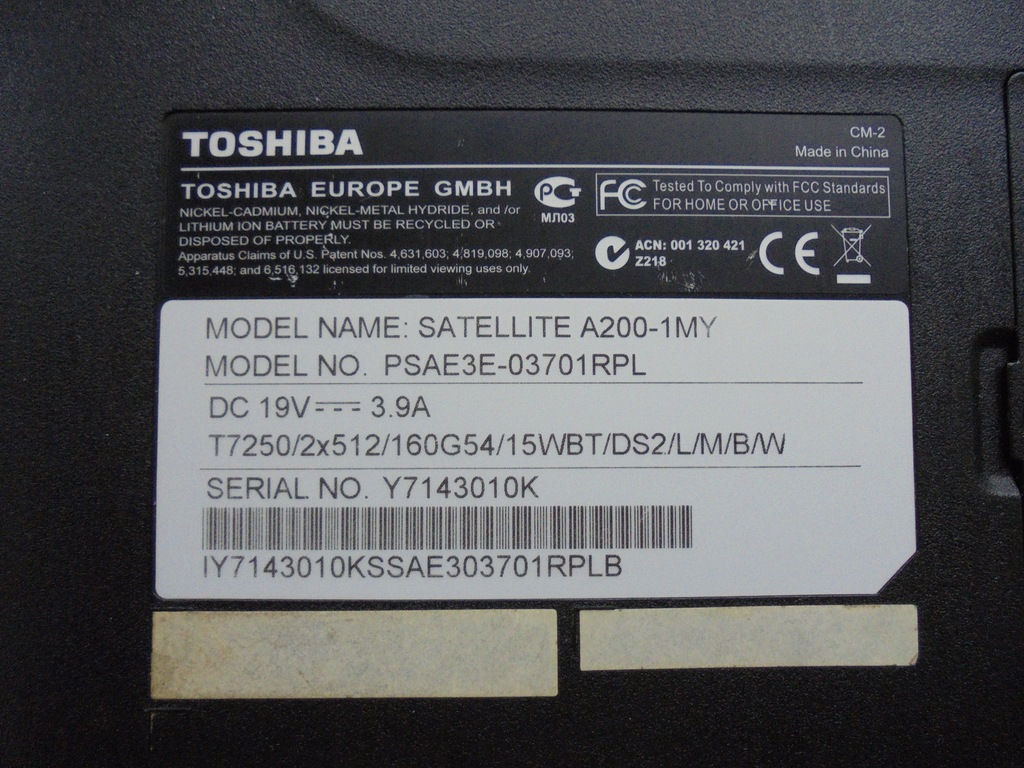 TOSHIBA
CM-2
Made in China
TOSHIBA EUROPE GMBH
NICKEL-CADMIUM, NICKEL-METAL HYDRIDE, and /or
LITHIUM ION BATTERY MUST BE RECYCLED OR
DISPOSED OF PROPERLY.
Apparatus Claims of U.S. Patent Nos. 4,631,603; 4,819,098; 4,907,093;
5,315,448; and 6,516,132 licensed for limited viewing uses only.
РСТ
МЛ03
FC Tested To Comply with FCC Standards
FOR HOME OR OFFICE USE
ACN: 001 320 421
Z218
CE
MODEL NAME: SATELLITE A200-1MY
MODEL NO. PSAE3E-03701RPL
DC 19V 3.9A
T7250/2x512/160G54/15WBT/DS2/L/M/B/W
SERIAL NO. Y7143010K
IY7143010KSSAE303701RPLB